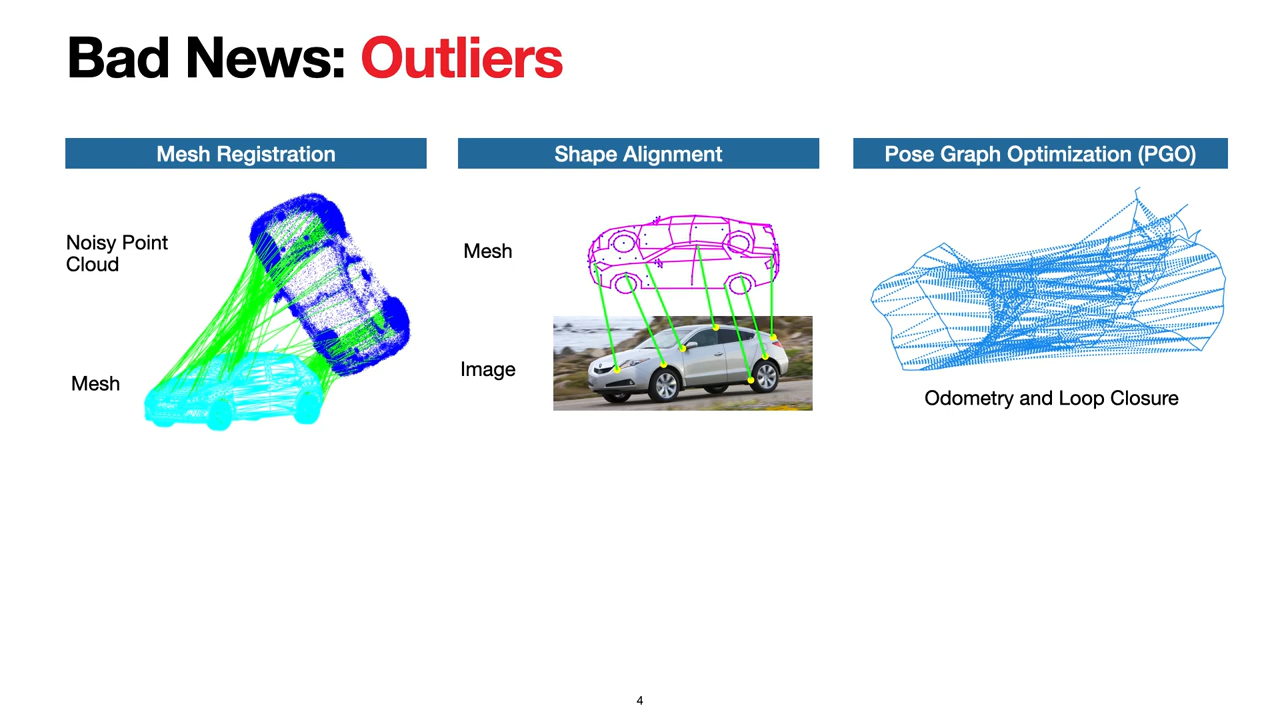 Bad News: Outliers
Mesh Registration
Noisy Point
Cloud
Mesh
Shape Alignment
Mesh
Image
Pose Graph Optimization (PGO)
Odometry and Loop Closure
4